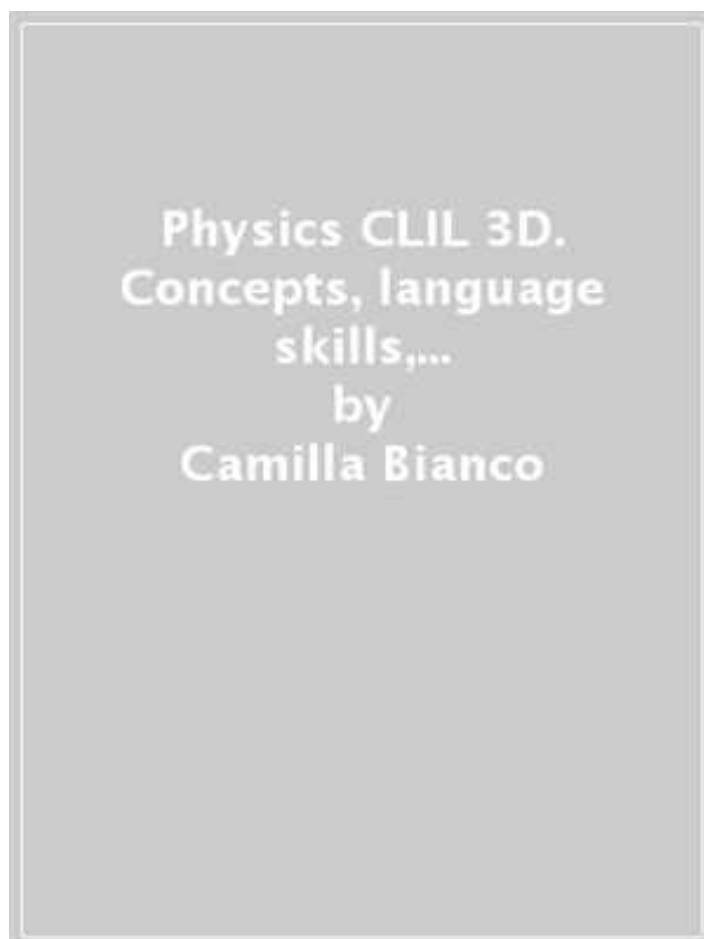 Physics CLIL 3D.
Concepts, language
skills,...
by
Camilla Bianco